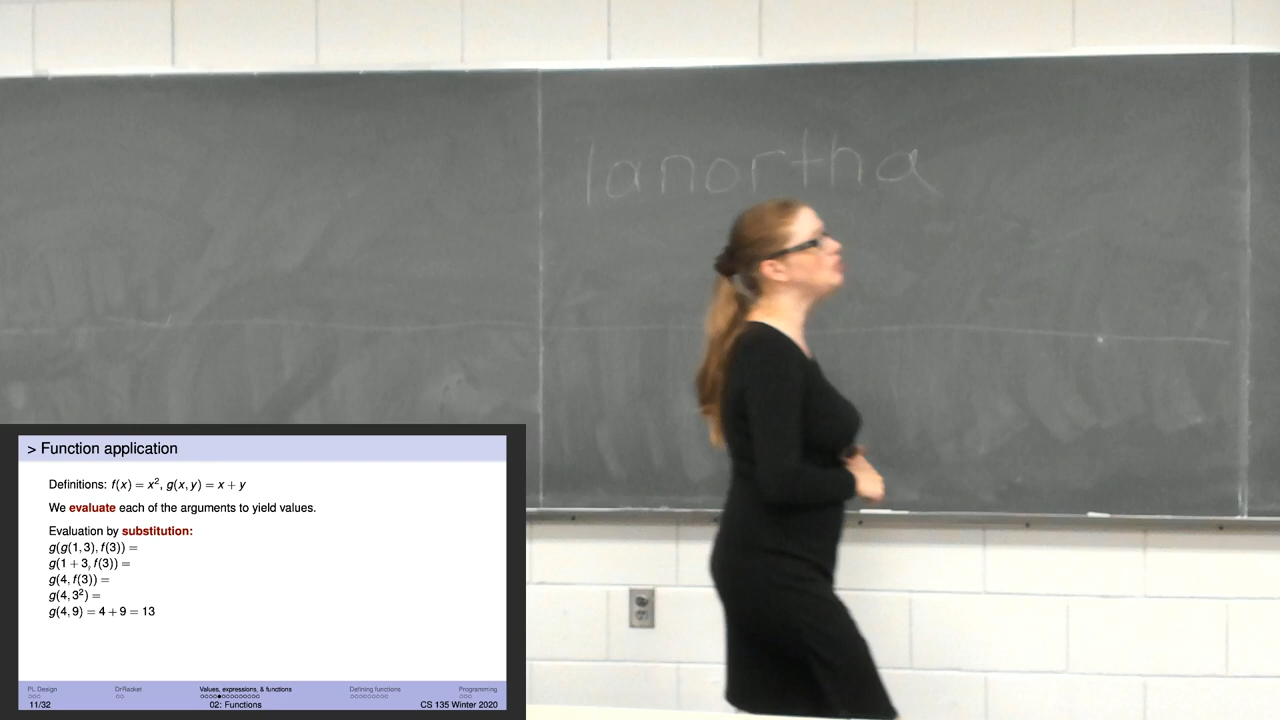 lanortha
> Function application
Definitions: f(x) = x², g(x, y) = x + y
We evaluate each of the arguments to yield values.
Evaluation by substitution:
g(g(1, 3), f(3)) =
g(1 + 3, f(3)) =
g(4, f(3)) =
g(4, 3²) =
g(4, 9) = 4 + 9 = 13
PL Design DrRacket Values, expressions, & functions Defining functions Programming
11/32 02: Functions CS 135 Winter 2020